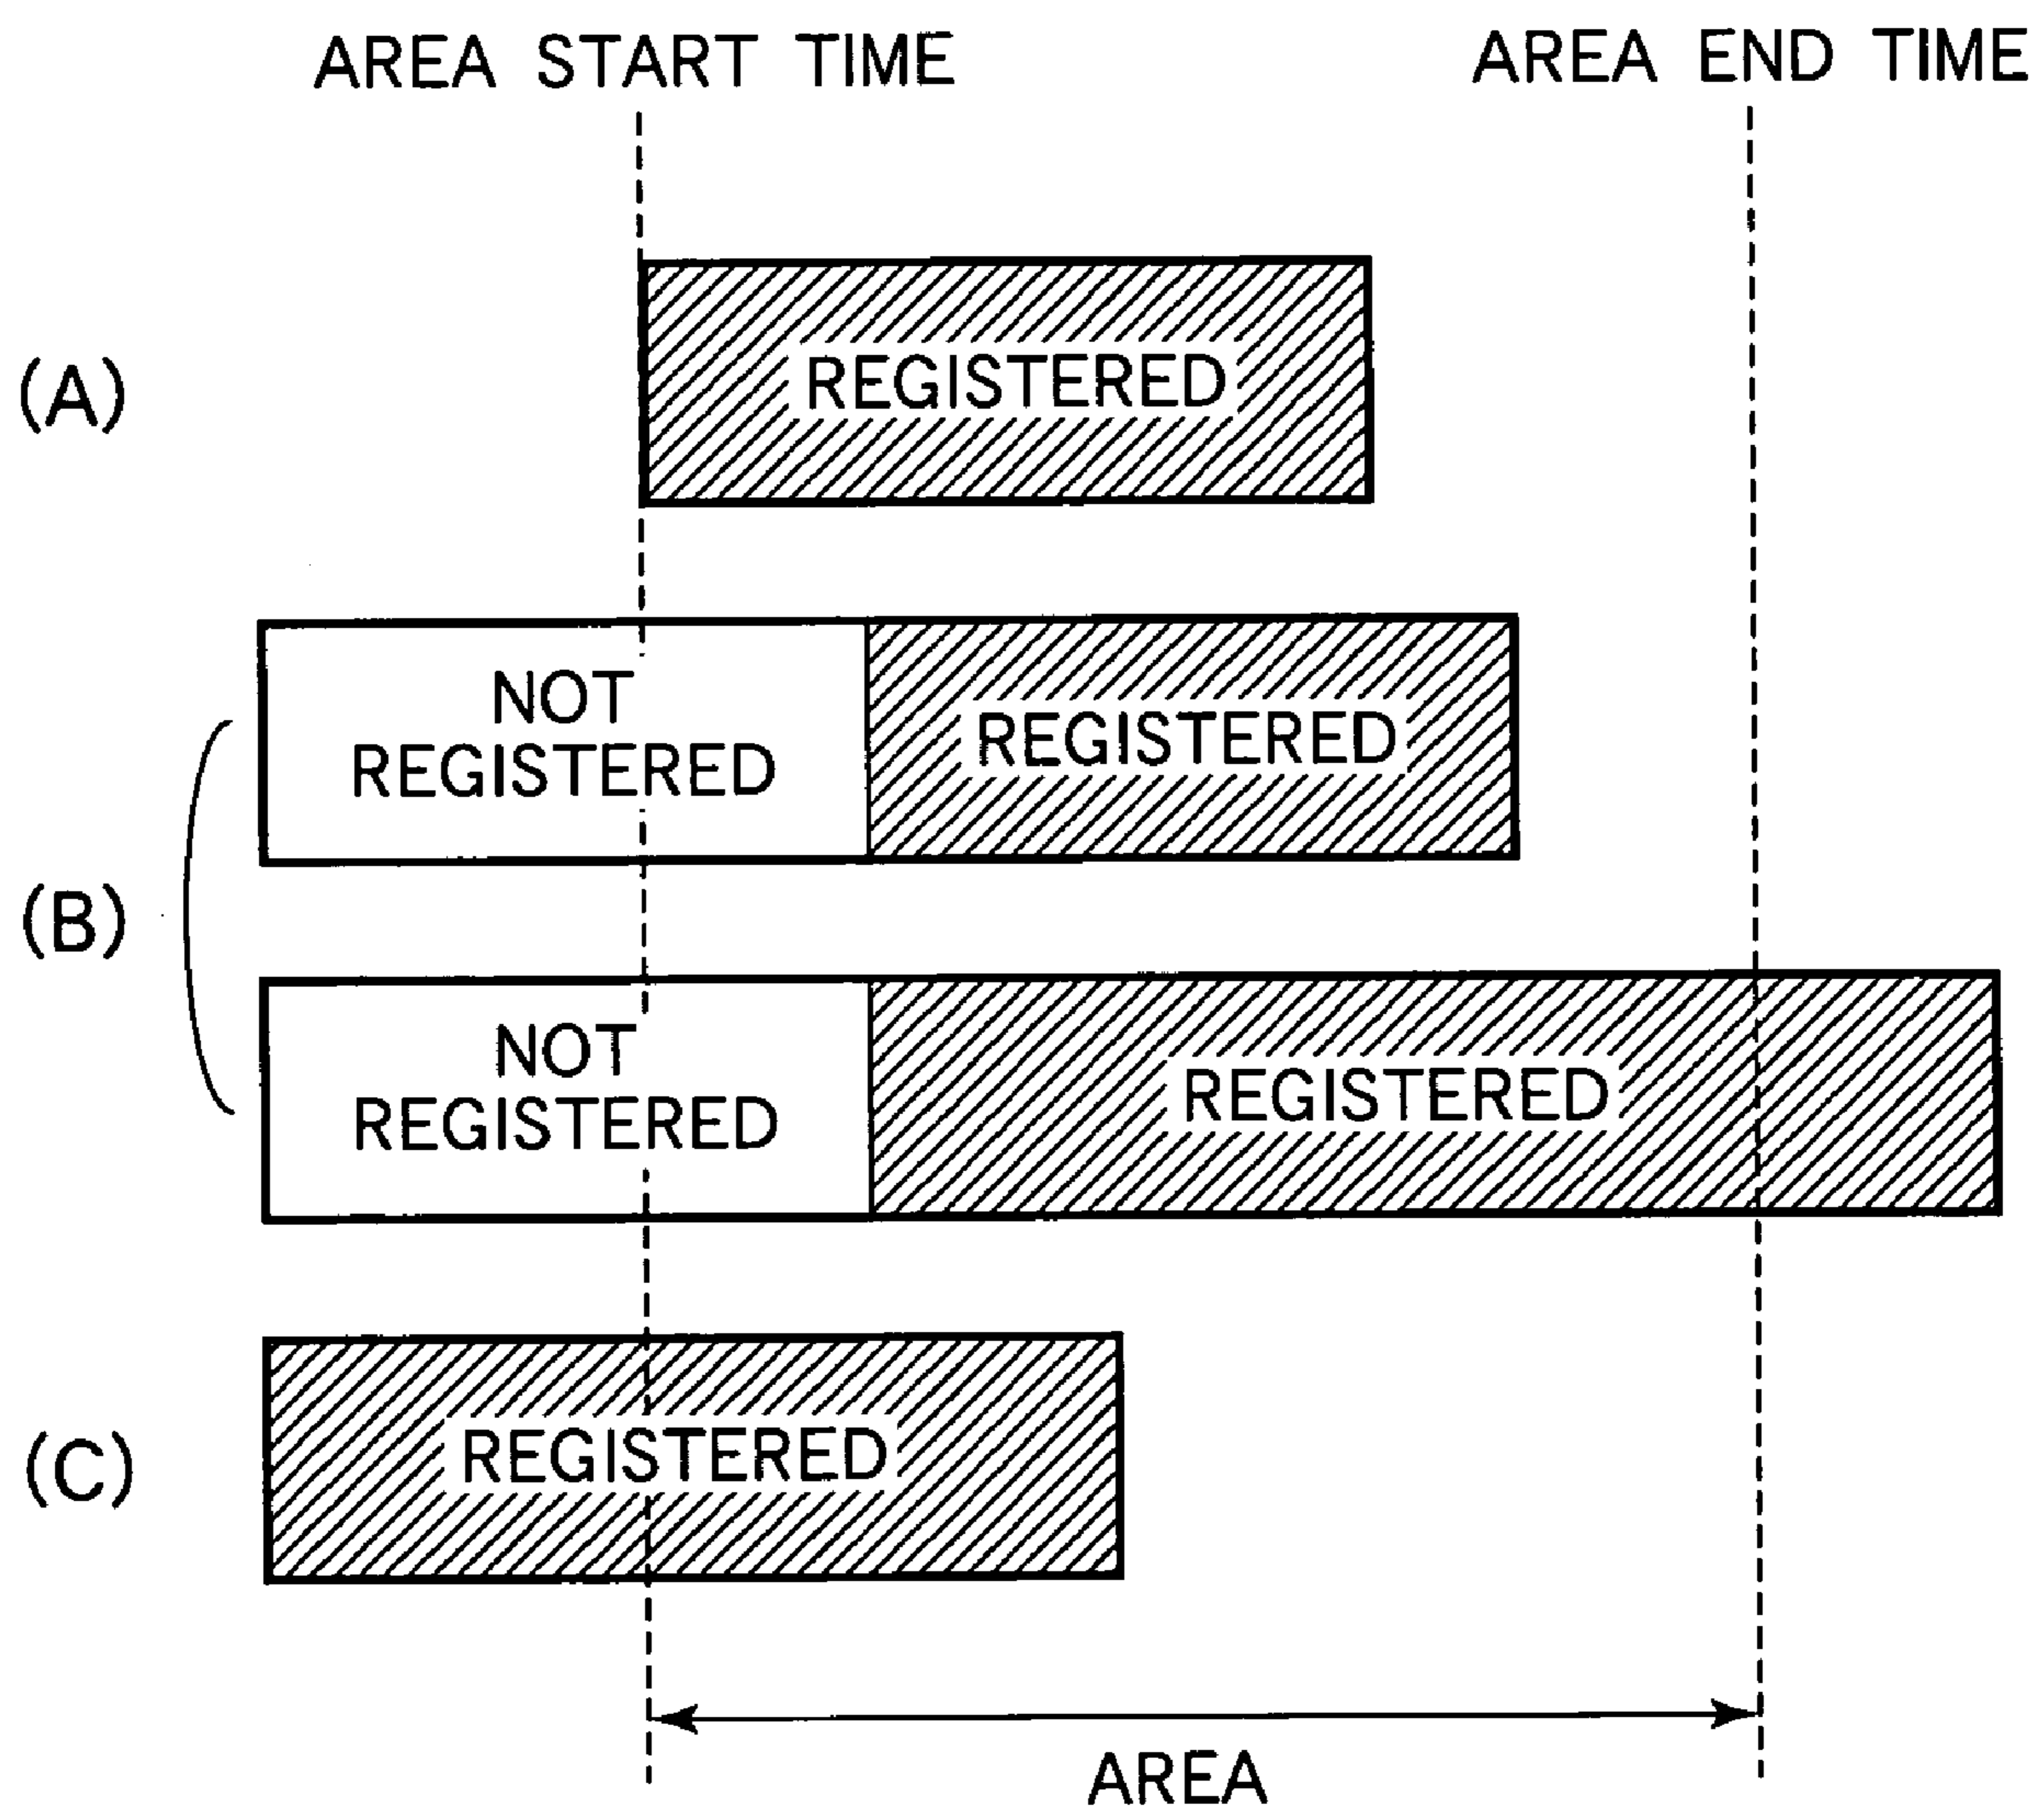 AREA START TIME
AREA END TIME
(A)
REGISTERED
NOT
REGISTERED
REGISTERED
(B)
NOT
REGISTERED
REGISTERED
(C)
REGISTERED
AREA